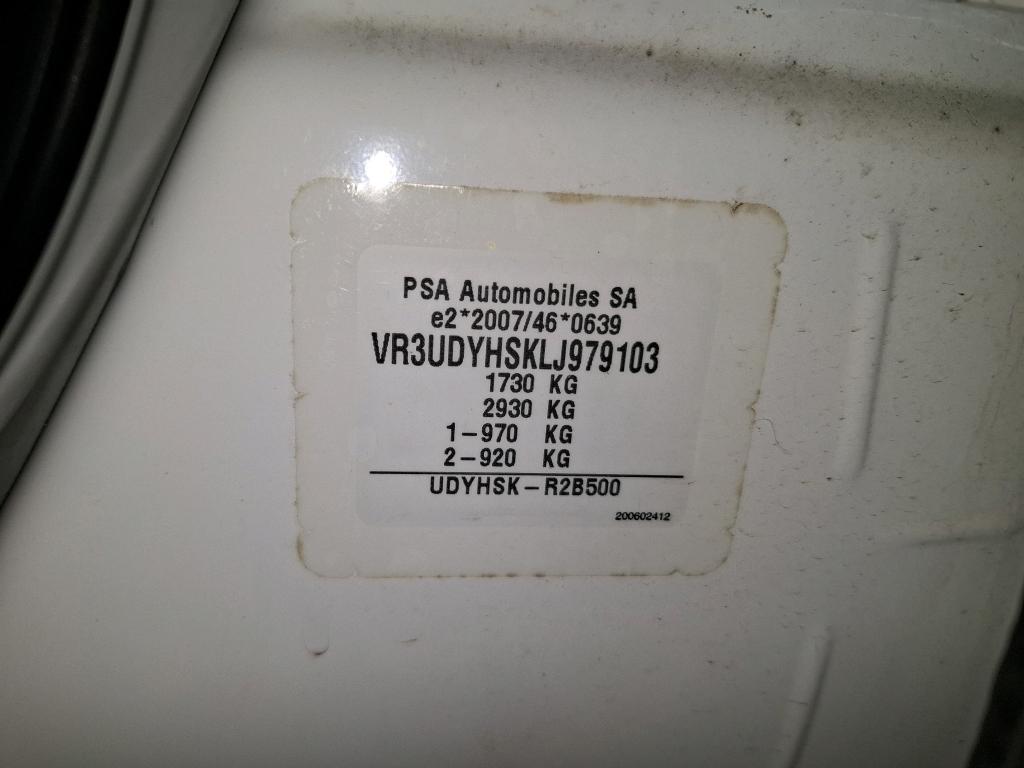 PSA Automobiles SA
e2*2007/46*0639
VR3UDYHSKLJ979103
1730 KG
2930 KG
1-970 KG
2-920 KG
UDYHSK-R2B500
200602412